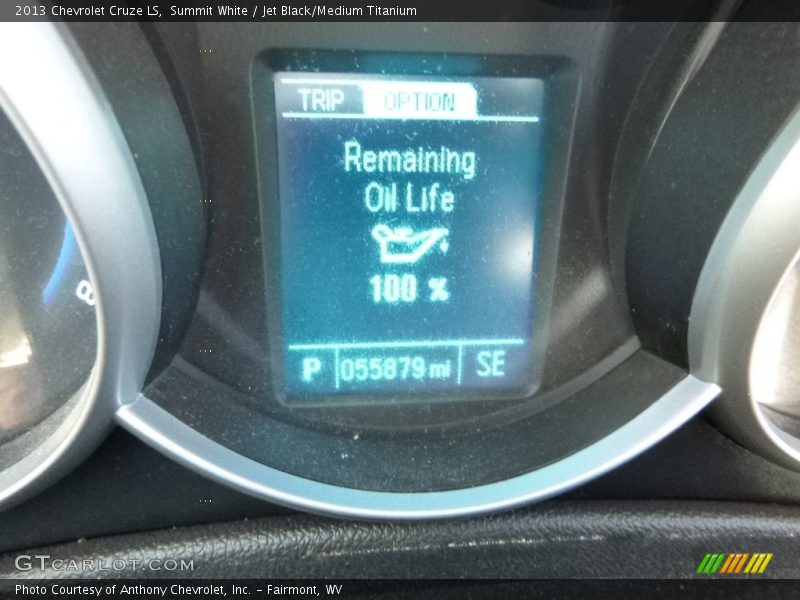 2013 Chevrolet Cruze LS, Summit White / Jet Black/Medium Titanium
TRIP OPTION
Remaining
Oil Life
100 %
8
P 055879 mi SE
GTCARLOT.COM
Photo Courtesy of Anthony Chevrolet, Inc. – Fairmont, WV